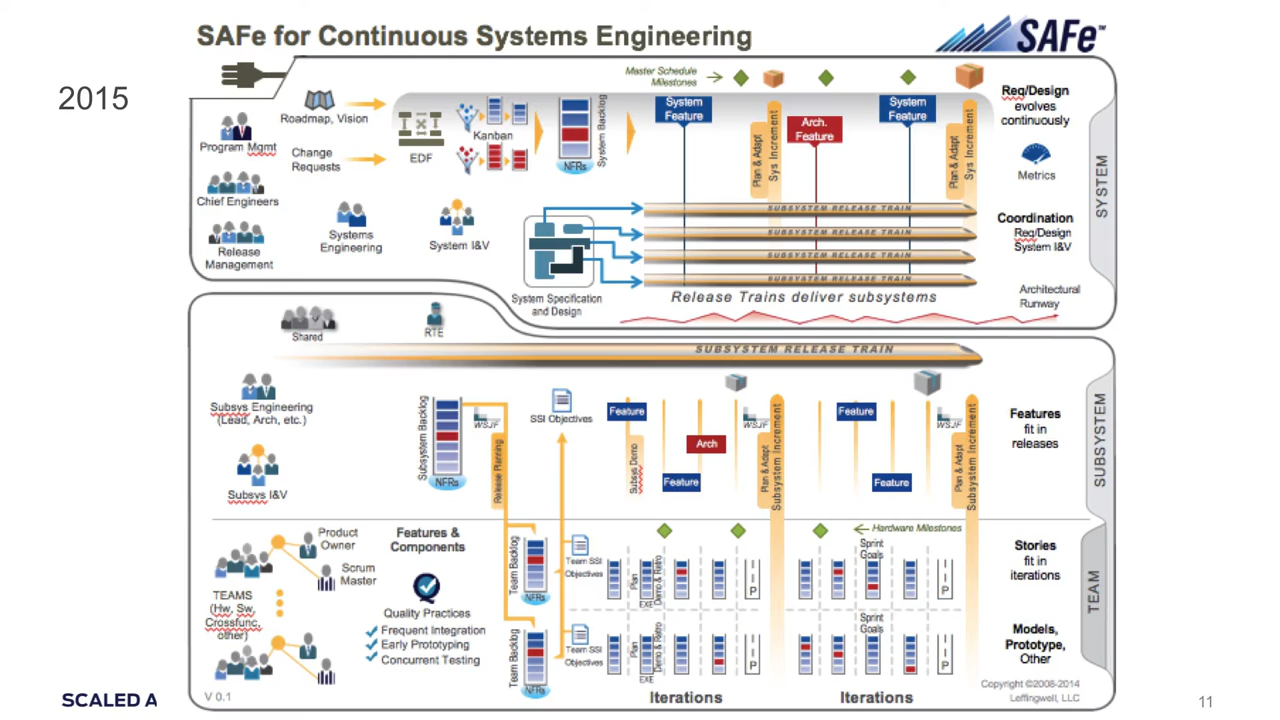 SAFe for Continuous Systems Engineering
SAFe™
2015
Master Schedule
Milestones
Roadmap, Vision
Change
Requests
EDF
Kanban
System Backlog
NFRs
System
Feature
Plan & Adapt
Sys Increment
Arch.
Feature
System
Feature
Plan & Adapt
Sys Increment
Req/Design
evolves
continuously
Metrics
SYSTEM
Program Mgmt
Chief Engineers
Release
Management
Systems
Engineering
System I&V
System Specification
and Design
SUBSYSTEM RELEASE TRAIN
SUBSYSTEM RELEASE TRAIN
SUBSYSTEM RELEASE TRAIN
SUBSYSTEM RELEASE TRAIN
Release Trains deliver subsystems
Coordination
Req/Design
System I&V
Architectural
Runway
Shared
RTE
SUBSYSTEM RELEASE TRAIN
Subsys Engineering
(Lead, Arch, etc.)
Subsys I&V
Subsystem Backlog
NFRs
WSJF
Release Planning
SSI Objectives
Feature
Subsys Demo
Feature
Arch
WSJF
Plan & Adapt
Subsystem Increment
Feature
Feature
WSJF
Plan & Adapt
Subsystem Increment
Features
fit in
releases
SUBSYSTEM
Product
Owner
Scrum
Master
TEAMS
(Hw, Sw,
Crossfunc,
other)
Features &
Components
Quality Practices
Frequent Integration
Early Prototyping
Concurrent Testing
Team Backlog
NFRs
Team SSI
Objectives
Plan
EXE
Demo & Retro
I
I
P
Hardware Milestones
Sprint
Goals
I
I
P
Stories
fit in
iterations
TEAM
Team Backlog
NFRs
Team SSI
Objectives
Plan
EXE
Demo & Retro
I
I
P
Sprint
Goals
I
I
P
Models,
Prototype,
Other
Iterations
Iterations
Copyright ©2008-2014
Leffingwell, LLC
V 0.1
SCALED A
11